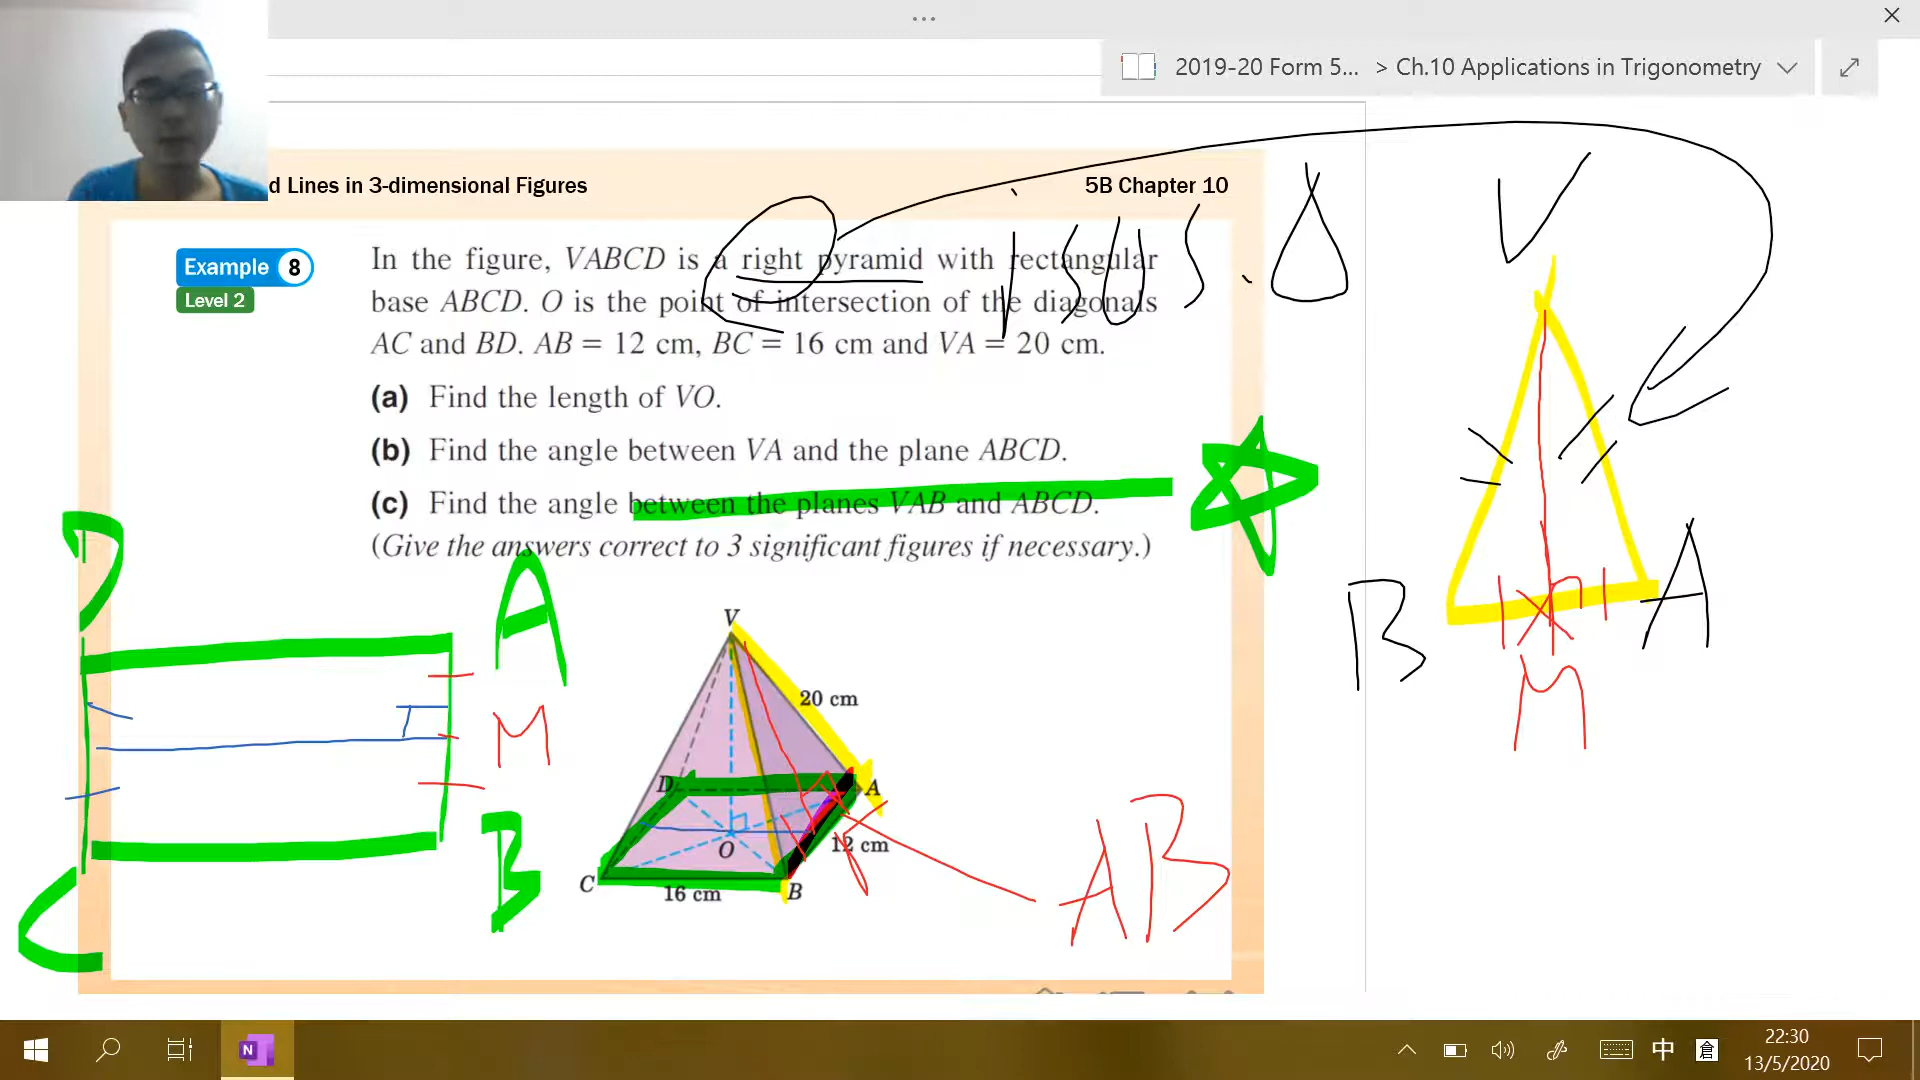 2019-20 Form 5... > Ch.10 Applications in Trigonometry
d Lines in 3-dimensional Figures
5B Chapter 10
Example 8
Level 2
In the figure, VABCD is a right pyramid with rectangular
base ABCD. O is the point of intersection of the diagonals
AC and BD. AB = 12 cm, BC = 16 cm and VA = 20 cm.
(a) Find the length of VO.
(b) Find the angle between VA and the plane ABCD.
(c) Find the angle between the planes VAB and ABCD.
(Give the answers correct to 3 significant figures if necessary.)
isos. Δ
V
B
A
M
D
A
M
B
C
V
20 cm
D
A
O
12 cm
C
16 cm
B
AB
N
中
倉
22:30
13/5/2020